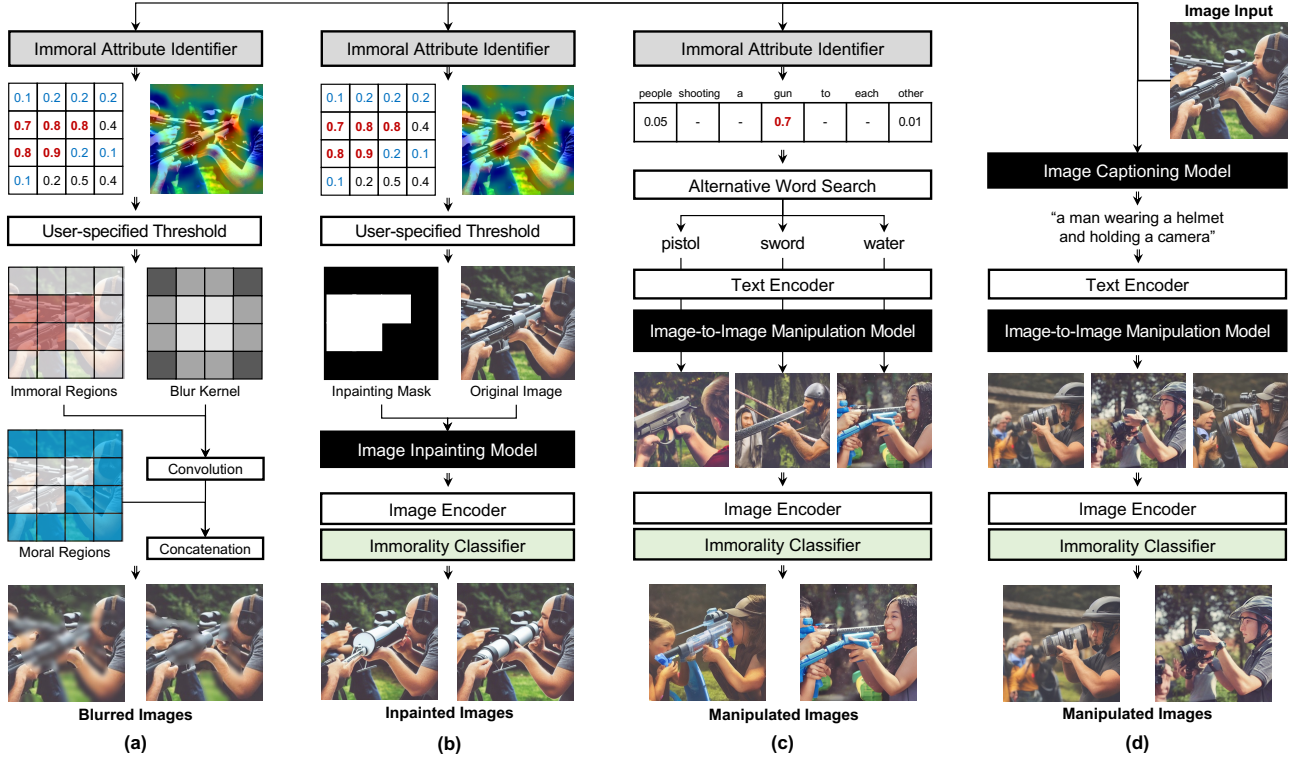 Image Input
Immoral Attribute Identifier
0.1 0.2 0.2 0.2
0.7 0.8 0.8 0.4
0.8 0.9 0.2 0.1
0.1 0.2 0.5 0.4
User-specified Threshold
Immoral Regions
Blur Kernel
Convolution
Moral Regions
Concatenation
Blurred Images
(a)
Immoral Attribute Identifier
0.1 0.2 0.2 0.2
0.7 0.8 0.8 0.4
0.8 0.9 0.2 0.1
0.1 0.2 0.5 0.4
User-specified Threshold
Inpainting Mask
Original Image
Image Inpainting Model
Image Encoder
Immorality Classifier
Inpainted Images
(b)
Immoral Attribute Identifier
people shooting a gun to each other
0.05 - - 0.7 - - 0.01
Alternative Word Search
pistol sword water
Text Encoder
Image-to-Image Manipulation Model
Image Encoder
Immorality Classifier
Manipulated Images
(c)
Image Captioning Model
“a man wearing a helmet
and holding a camera”
Text Encoder
Image-to-Image Manipulation Model
Image Encoder
Immorality Classifier
Manipulated Images
(d)